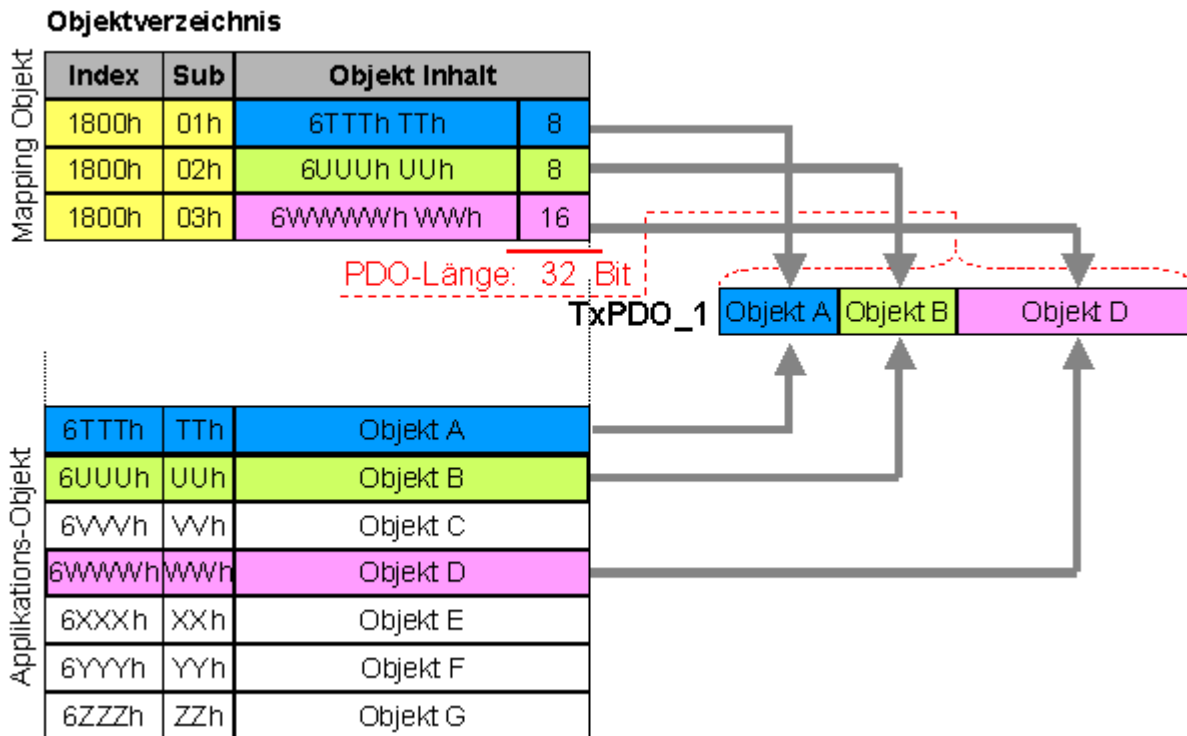 Objektverzeichnis
Mapping Objekt
Index Sub Objekt Inhalt
1800h 01h 6TTTh TTh 8
1800h 02h 6UUUh UUh 8
1800h 03h 6WWWWh WWh 16
PDO-Länge: 32 Bit
TxPDO_1 Objekt A Objekt B Objekt D
Applikations-Objekt
6TTTh TTh Objekt A
6UUUh UUh Objekt B
6VVVh VVh Objekt C
6WWWh WWh Objekt D
6XXXh XXh Objekt E
6YYYh YYh Objekt F
6ZZZh ZZh Objekt G